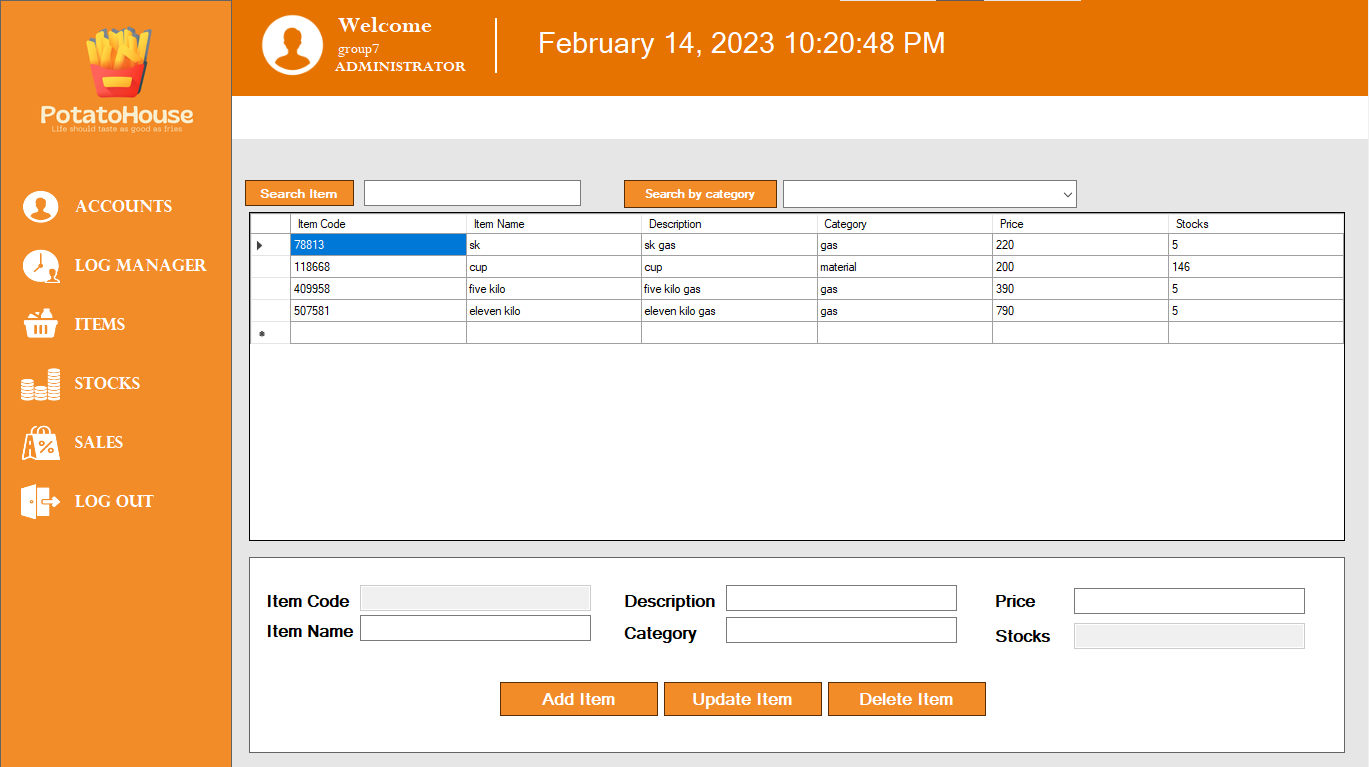 PotatoHouse
Life should taste as good as fries
ACCOUNTS
LOG MANAGER
ITEMS
STOCKS
SALES
LOG OUT
Welcome
group7
ADMINISTRATOR
February 14, 2023 10:20:48 PM
Search Item
Search by category
Item Code Item Name Description Category Price Stocks
78813 sk sk gas gas 220 5
118668 cup cup material 200 146
409958 five kilo five kilo gas gas 390 5
507581 eleven kilo eleven kilo gas gas 790 5
Item Code Description Price
Item Name Category Stocks
Add Item Update Item Delete Item